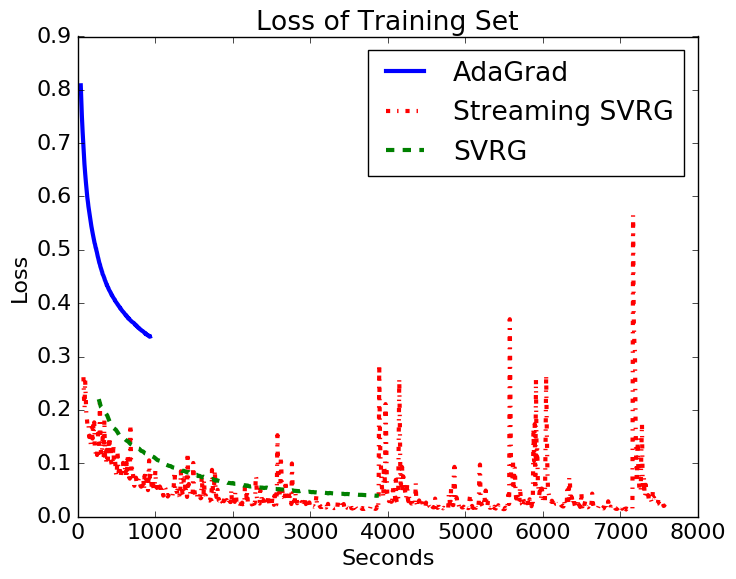 Loss of Training Set
0.9
0.8
0.7
0.6
0.5
0.4
0.3
0.2
0.1
0.0
Loss
AdaGrad
Streaming SVRG
SVRG
0 1000 2000 3000 4000 5000 6000 7000 8000
Seconds